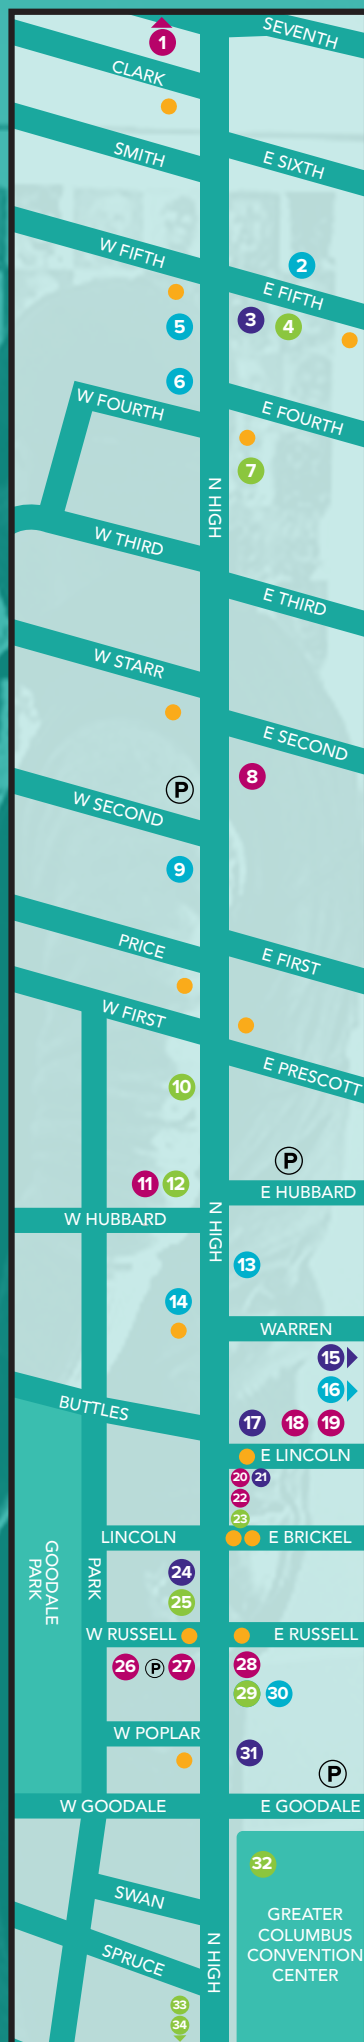 SEVENTH
1
CLARK
SMITH
E SIXTH
2
W FIFTH
E FIFTH
3
4
5
6
W FOURTH
E FOURTH
7
N HIGH
W THIRD
E THIRD
W STARR
E SECOND
8
P
W SECOND
9
PRICE
E FIRST
W FIRST
E PRESCOTT
10
P
11
12
E HUBBARD
W HUBBARD
N HIGH
13
14
WARREN
15
16
BUTTLES
17
18
19
E LINCOLN
20
21
22
23
LINCOLN
E BRICKEL
GOODALE
PARK
PARK
24
25
W RUSSELL
E RUSSELL
26
P
27
28
29
30
W POPLAR
31
P
W GOODALE
E GOODALE
32
SWAN
GREATER
COLUMBUS
CONVENTION
CENTER
SPRUCE
N HIGH
33
34